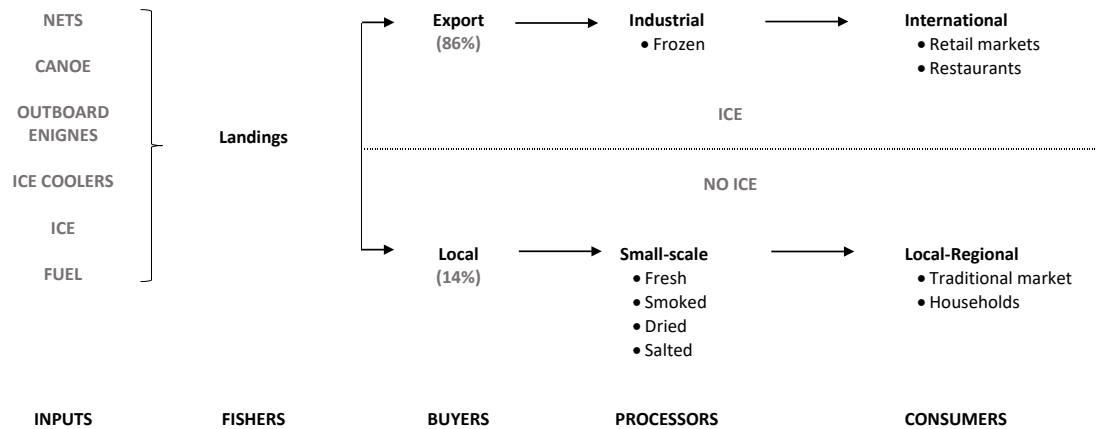 NETS
CANOE
OUTBOARD
ENIGNES
ICE COOLERS
ICE
FUEL
Landings
Export
(86%)
Industrial
• Frozen
International
• Retail markets
• Restaurants
ICE
NO ICE
Local
(14%)
Small-scale
• Fresh
• Smoked
• Dried
• Salted
Local-Regional
• Traditional market
• Households
INPUTS
FISHERS
BUYERS
PROCESSORS
CONSUMERS